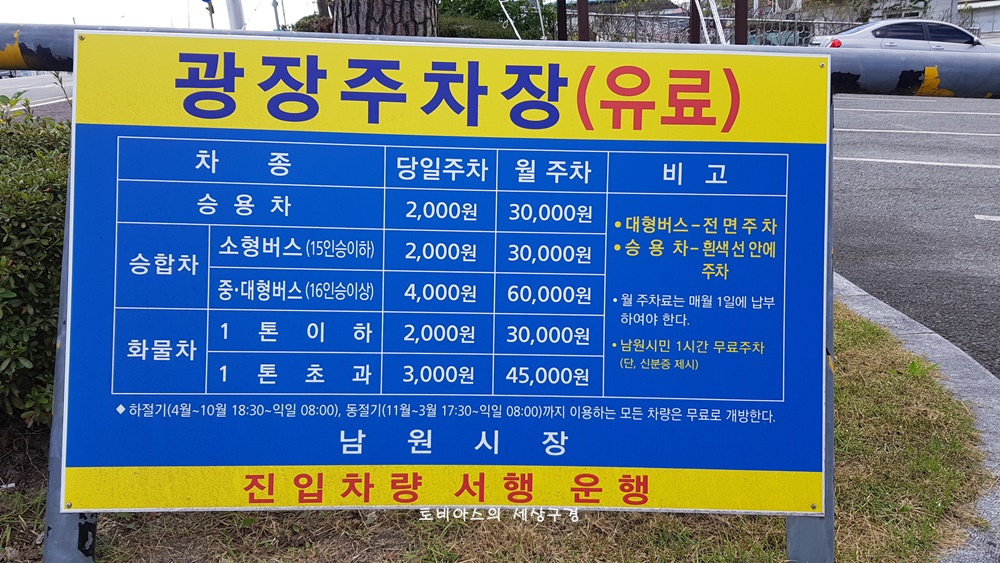 광장주차장(유료)
차 종 당일주차 월 주차 비 고
승 용 차 2,000원 30,000원
승합차 소형버스 (15인승이하) 2,000원 30,000원
중·대형버스 (16인승이상) 4,000원 60,000원
화물차 1 톤 이 하 2,000원 30,000원
1 톤 초 과 3,000원 45,000원
• 대형버스 – 전 면 주 차
• 승 용 차 – 흰색 선 안에
주차
• 월 주차료는 매월 1일에 납부
하여야 한다.
• 남원시민 1시간 무료주차
(단, 신분증 제시)
◆ 하절기(4월~10월 18:30~익일 08:00), 동절기(11월~3월 17:30~익일 08:00)까지 이용하는 모든 차량은 무료로 개방한다.
남 원 시 장
진입차량 서행 운행
토비아스의 세상구경